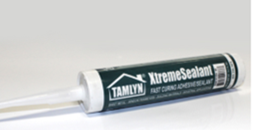 TAMLYN
XtremeSealant
FAST CURING ADHESIVE/SEALANT